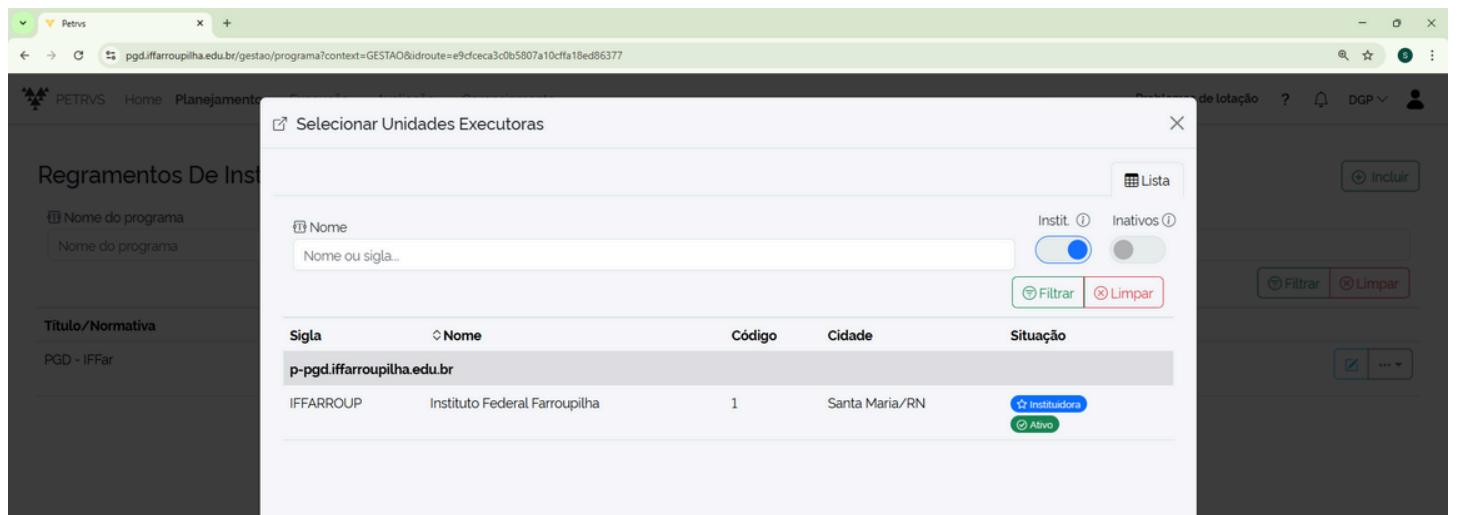 Petrvs
pgd.iffarroupilha.edu.br/gestao/programa?context=GESTAO&idroute=e9cfceca3c0b5807a10cffa18ed86377
S
PETRVS Home Planejamento de lotação ? DGP
Selecionar Unidades Executoras
Regramentos De Inst
Incluir
Lista
Nome do programa
Nome do programa
Nome
Instit. Inativos
Nome ou sigla...
Filtrar Limpar
Filtrar Limpar
Título/Normativa
Sigla Nome Código Cidade Situação
PGD - IFFar
p-pgd.iffarroupilha.edu.br
IFFARROUP Instituto Federal Farroupilha 1 Santa Maria/RN Instituidora
Ativo